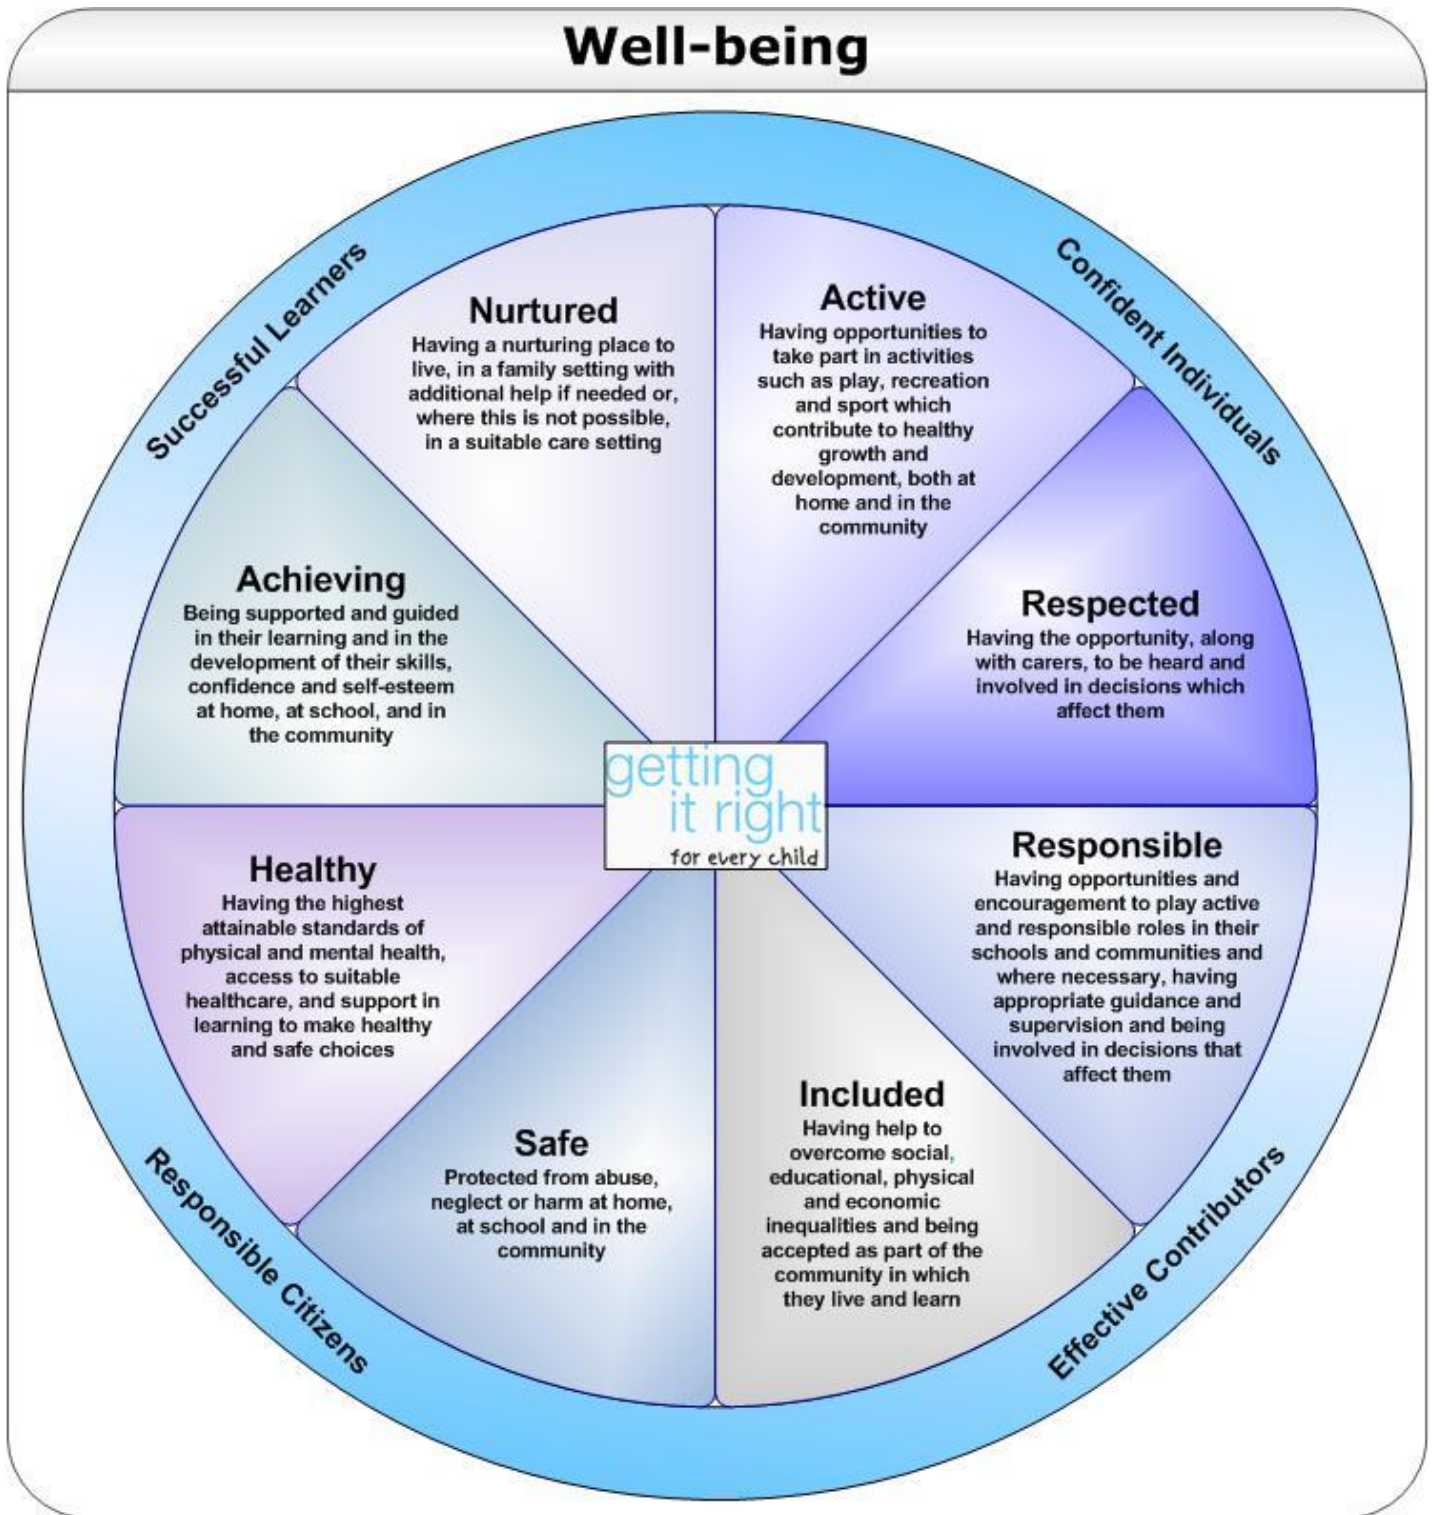 Well-being
Successful Learners
Confident Individuals
Nurtured
Having a nurturing place to
live, in a family setting with
additional help if needed or,
where this is not possible,
in a suitable care setting
Active
Having opportunities to
take part in activities
such as play, recreation
and sport which
contribute to healthy
growth and
development, both at
home and in the
community
Achieving
Being supported and guided
in their learning and in the
development of their skills,
confidence and self-esteem
at home, at school, and in
the community
Respected
Having the opportunity, along
with carers, to be heard and
involved in decisions which
affect them
getting
it right
for every child
Healthy
Having the highest
attainable standards of
physical and mental health,
access to suitable
healthcare, and support in
learning to make healthy
and safe choices
Responsible
Having opportunities and
encouragement to play active
and responsible roles in their
schools and communities and
where necessary, having
appropriate guidance and
supervision and being
involved in decisions that
affect them
Safe
Protected from abuse,
neglect or harm at home,
at school and in the
community
Included
Having help to
overcome social,
educational, physical
and economic
inequalities and being
accepted as part of the
community in which
they live and learn
Responsible Citizens
Effective Contributors